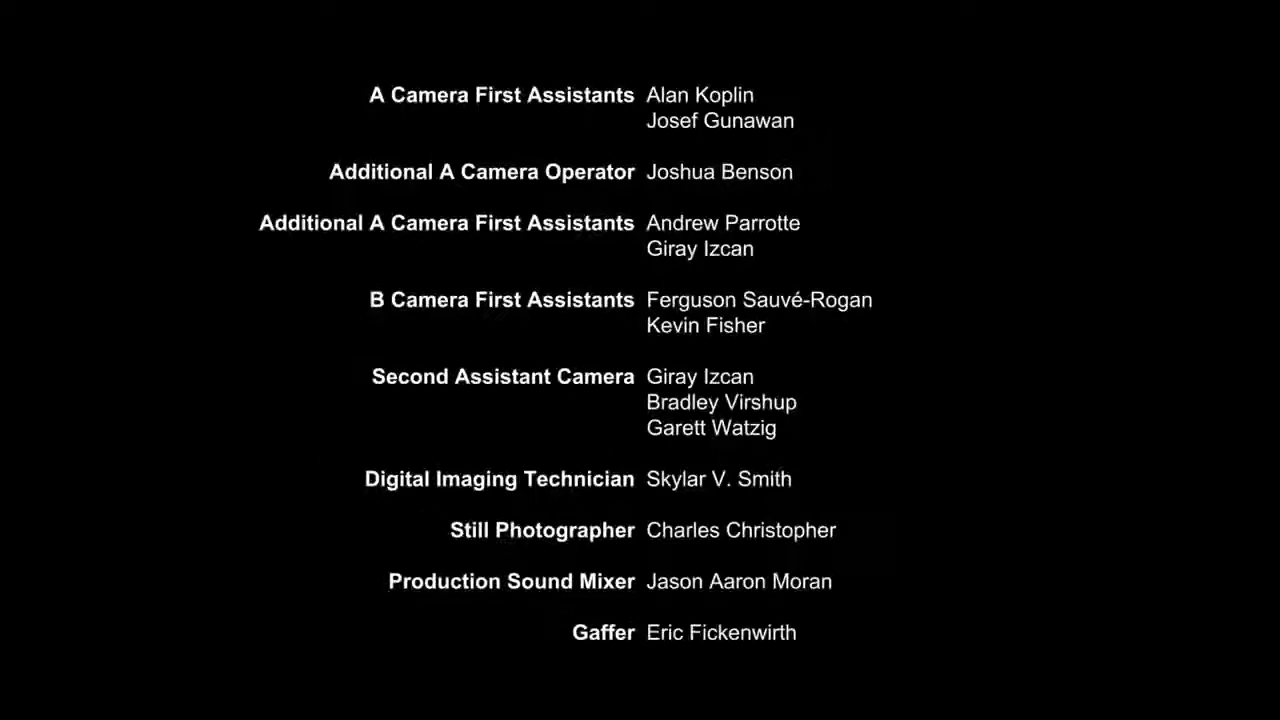 A Camera First Assistants Alan Koplin
Josef Gunawan
Additional A Camera Operator Joshua Benson
Additional A Camera First Assistants Andrew Parrotte
Giray Izcan
B Camera First Assistants Ferguson Sauvé-Rogan
Kevin Fisher
Second Assistant Camera Giray Izcan
Bradley Virshup
Garett Watzig
Digital Imaging Technician Skylar V. Smith
Still Photographer Charles Christopher
Production Sound Mixer Jason Aaron Moran
Gaffer Eric Fickenwirth